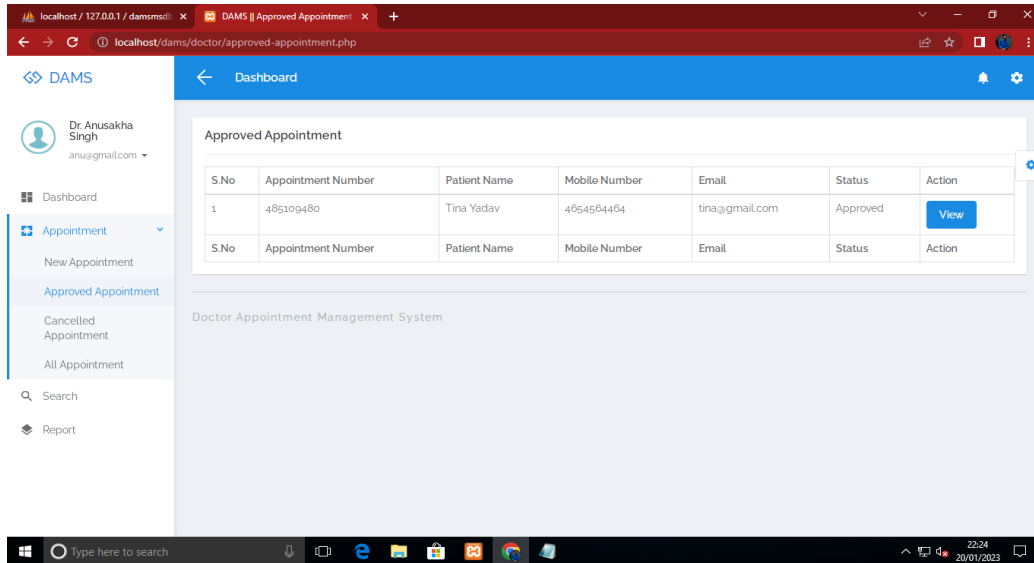 localhost / 127.0.0.1 / damsmsdb
DAMS || Approved Appointment
localhost/dams/doctor/approved-appointment.php
DAMS
Dashboard
Dr. Anusakha Singh
anu@gmail.com
Dashboard
Appointment
New Appointment
Approved Appointment
Cancelled
Appointment
All Appointment
Search
Report
Approved Appointment
S.No Appointment Number Patient Name Mobile Number Email Status Action
1 485109480 Tina Yadav 4654564464 tina@gmail.com Approved View
S.No Appointment Number Patient Name Mobile Number Email Status Action
Doctor Appointment Management System
Type here to search
22:24
20/01/2023